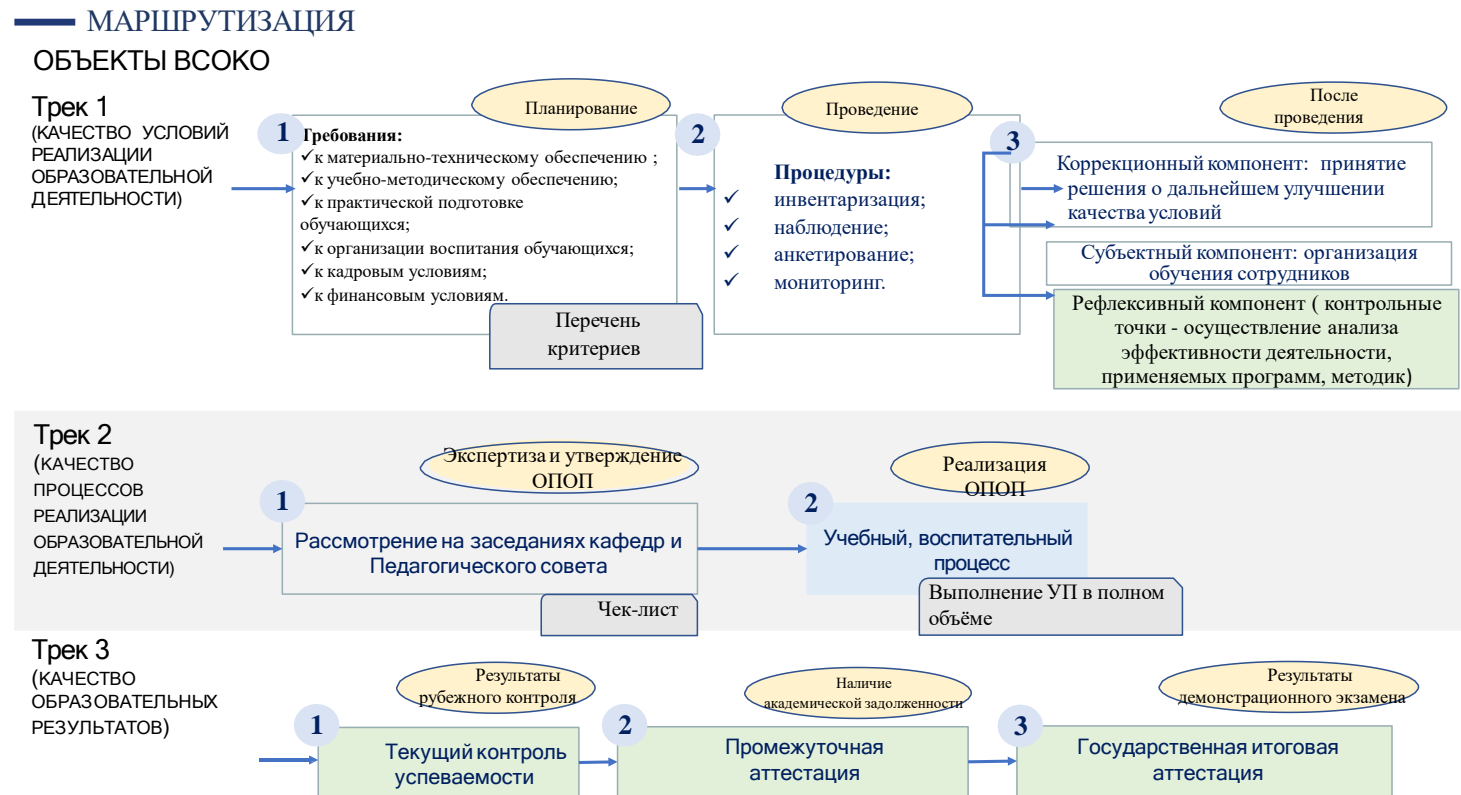 МАРШРУТИЗАЦИЯ
ОБЪЕКТЫ ВСОКО
Трек 1
(КАЧЕСТВО УСЛОВИЙ
РЕАЛИЗАЦИИ
ОБРАЗОВАТЕЛЬНОЙ
ДЕЯТЕЛЬНОСТИ)
Планирование
1
Требования:
✓к материально-техническому обеспечению ;
✓к учебно-методическому обеспечению;
✓к практической подготовке
обучающихся;
✓к организации воспитания обучающихся;
✓к кадровым условиям;
✓к финансовым условиям.
Перечень
критериев
Проведение
2
Процедуры:
✓ инвентаризация;
✓ наблюдение;
✓ анкетирование;
✓ мониторинг.
После
проведения
3
Коррекционный компонент: принятие
решения о дальнейшем улучшении
качества условий
Субъектный компонент: организация
обучения сотрудников
Рефлексивный компонент ( контрольные
точки - осуществление анализа
эффективности деятельности,
применяемых программ, методик)
Трек 2
(КАЧЕСТВО
ПРОЦЕССОВ
РЕАЛИЗАЦИИ
ОБРАЗОВАТЕЛЬНОЙ
ДЕЯТЕЛЬНОСТИ)
Экспертиза и утверждение
ОПОП
1
Рассмотрение на заседаниях кафедр и
Педагогического совета
Чек-лист
Реализация
ОПОП
2
Учебный, воспитательный
процесс
Выполнение УП в полном
объёме
Трек 3
(КАЧЕСТВО
ОБРАЗОВАТЕЛЬНЫХ
РЕЗУЛЬТАТОВ)
Результаты
рубежного контроля
1
Текущий контроль
успеваемости
Наличие
академической задолженности
2
Промежуточная
аттестация
Результаты
демонстрационного экзамена
3
Государственная итоговая
аттестация